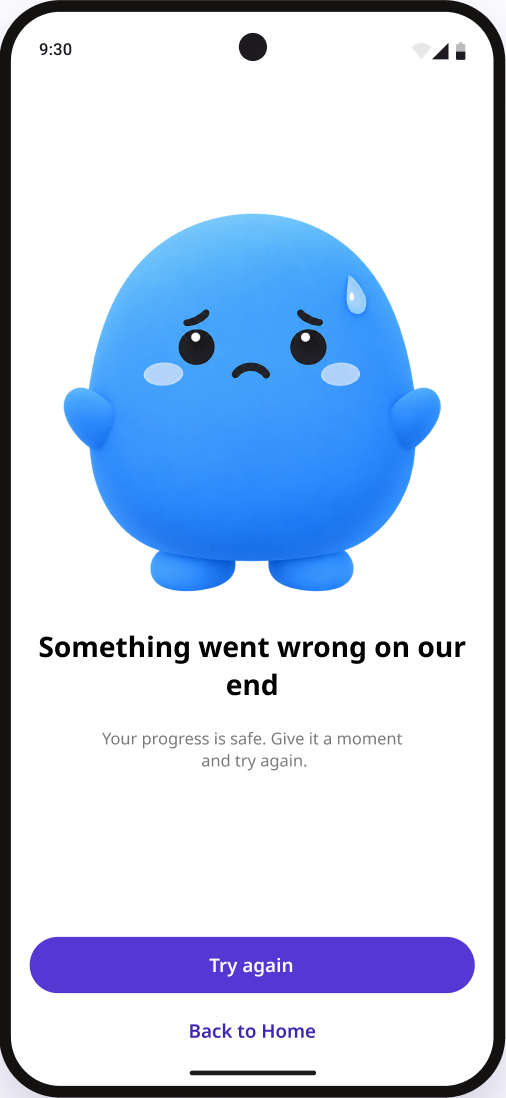 9:30
Something went wrong on our
end
Your progress is safe. Give it a moment
and try again.
Try again
Back to Home